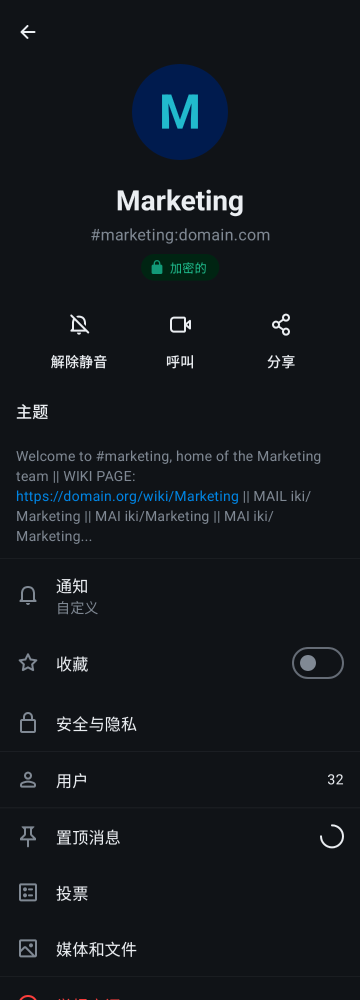 M
Marketing
#marketing:domain.com
加密的
解除静音
呼叫
分享
主题
Welcome to #marketing, home of the Marketing
team || WIKI PAGE:
https://domain.org/wiki/Marketing || MAIL iki/
Marketing || MAI iki/Marketing || MAI iki/
Marketing...
通知
自定义
收藏
安全与隐私
用户 32
置顶消息
投票
媒体和文件